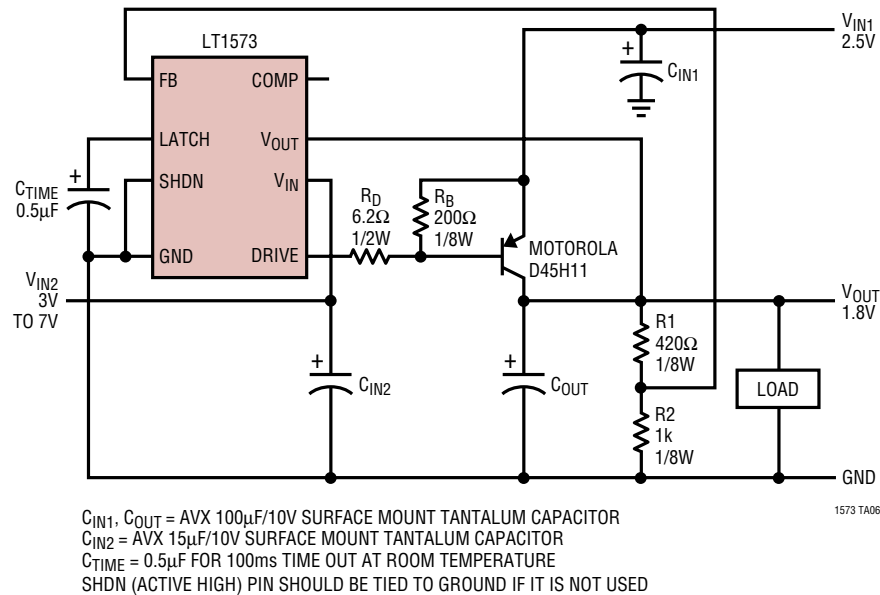 LT1573
V_IN1
2.5V
FB
COMP
+
C_IN1
LATCH
V_OUT
+
C_TIME
0.5µF
SHDN
V_IN
R_D
6.2Ω
1/2W
R_B
200Ω
1/8W
GND
DRIVE
MOTOROLA
D45H11
V_IN2
3V
TO 7V
V_OUT
1.8V
+
C_IN2
+
C_OUT
R1
420Ω
1/8W
LOAD
R2
1k
1/8W
GND
1573 TA06
C_IN1, C_OUT = AVX 100µF/10V SURFACE MOUNT TANTALUM CAPACITOR
C_IN2 = AVX 15µF/10V SURFACE MOUNT TANTALUM CAPACITOR
C_TIME = 0.5µF FOR 100ms TIME OUT AT ROOM TEMPERATURE
SHDN (ACTIVE HIGH) PIN SHOULD BE TIED TO GROUND IF IT IS NOT USED